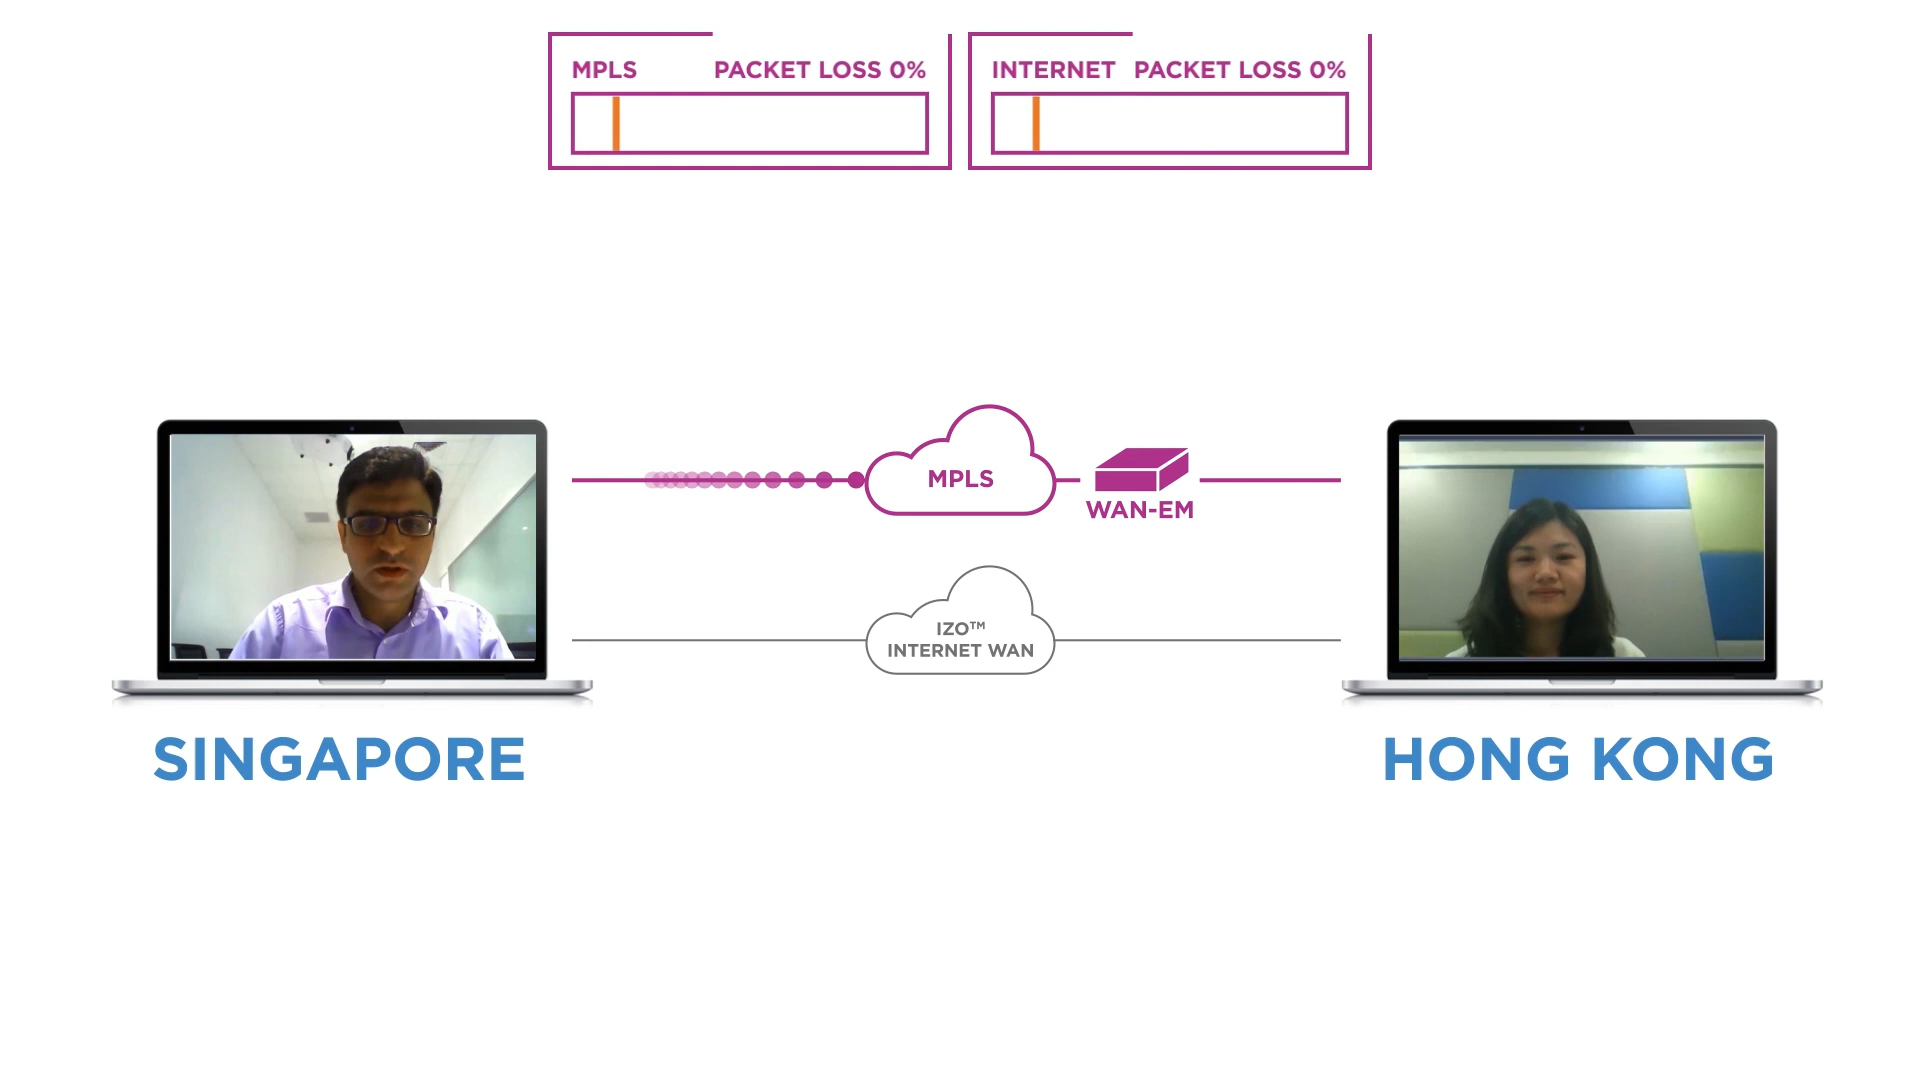 MPLS PACKET LOSS 0%
INTERNET PACKET LOSS 0%
MPLS
WAN-EM
IZO™
INTERNET WAN
SINGAPORE
HONG KONG